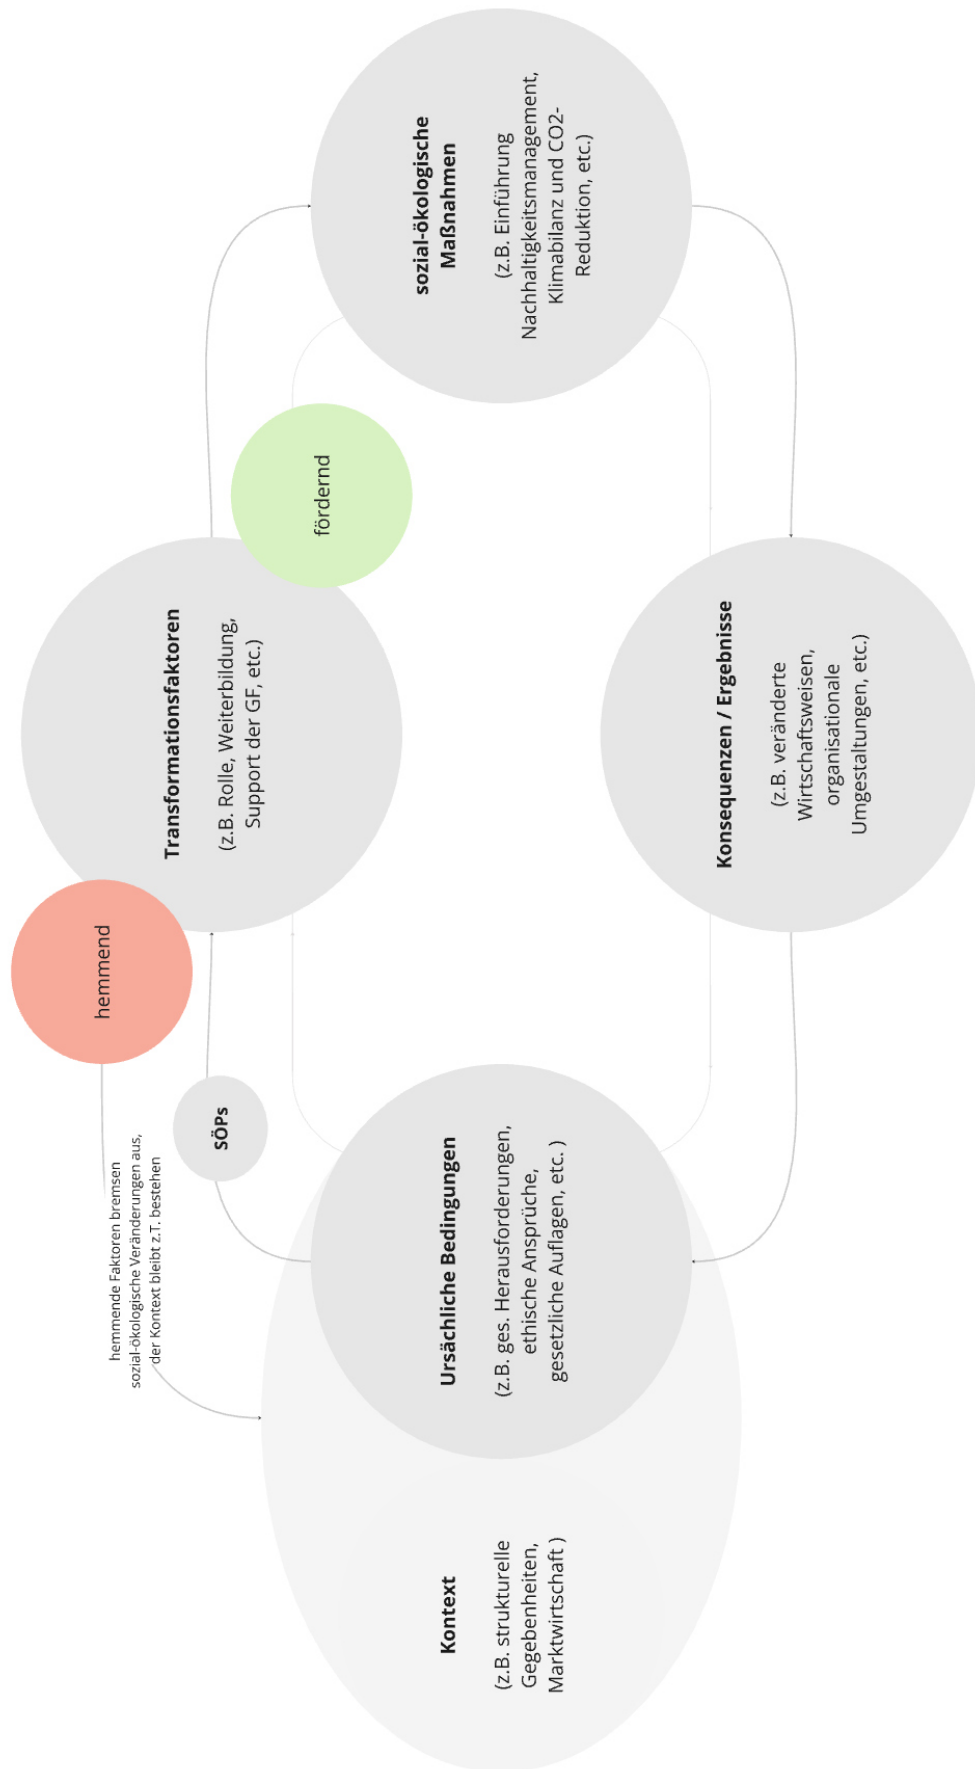 Kontext
(z.B. strukturelle
Gegebenheiten,
Marktwirtschaft )
Ursächliche Bedingungen
(z.B. ges. Herausforderungen,
ethische Ansprüche,
gesetzliche Auflagen, etc. )
hemmende Faktoren bremsen
sozial-ökologische Veränderungen aus,
der Kontext bleibt z.T. bestehen
SÖPs
hemmend
Transformationsfaktoren
(z.B. Rolle, Weiterbildung,
Support der GF, etc.)
fördernd
sozial-ökologische
Maßnahmen
(z.B. Einführung
Nachhaltigkeitsmanagement,
Klimabilanz und CO2-
Reduktion, etc.)
Konsequenzen / Ergebnisse
(z.B. veränderte
Wirtschaftsweisen,
organisationale
Umgestaltungen, etc.)